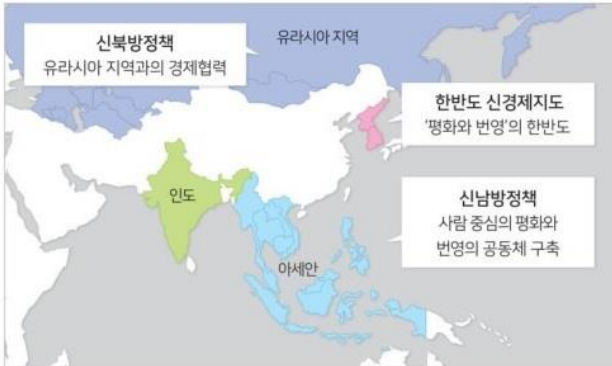 신북방정책
유라시아 지역과의 경제협력
유라시아 지역
한반도 신경제지도
'평화와 번영'의 한반도
인도
신남방정책
사람 중심의 평화와
번영의 공동체 구축
아세안